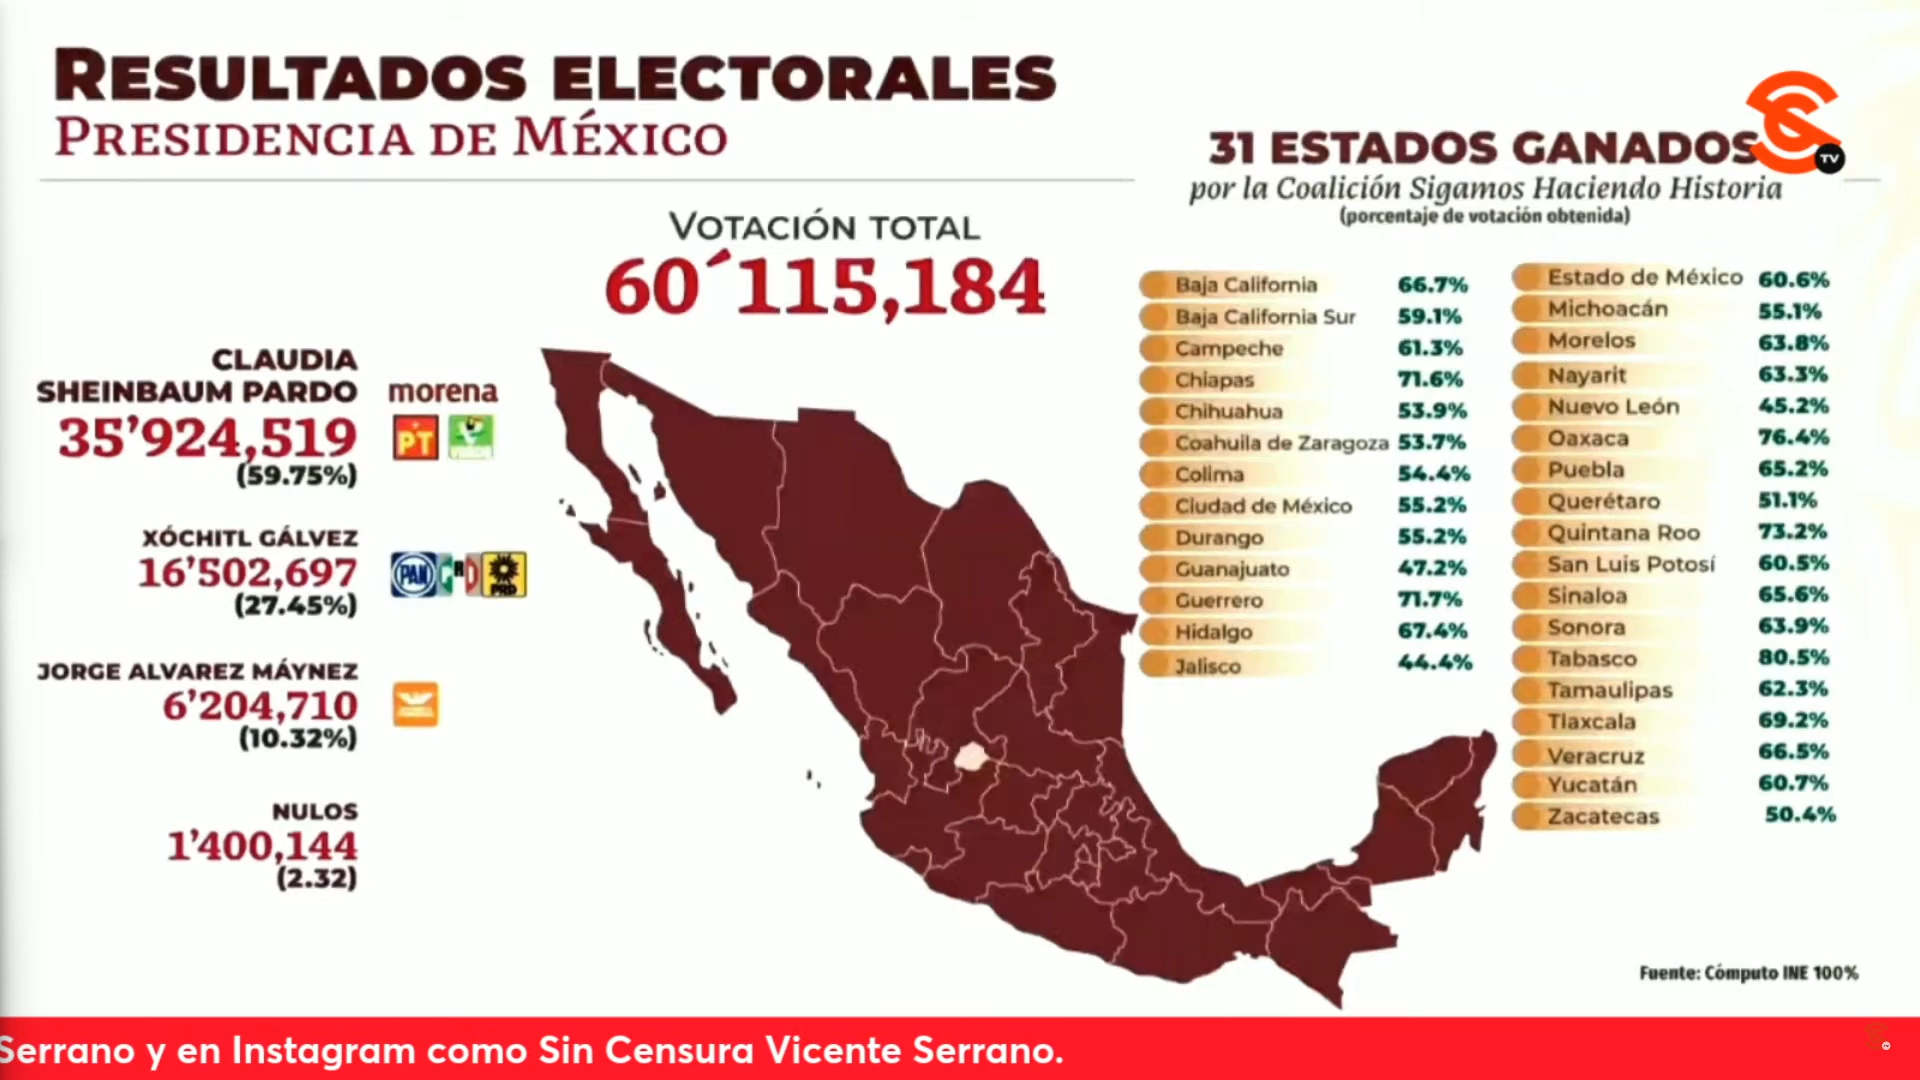 RESULTADOS ELECTORALES
PRESIDENCIA DE MÉXICO
VOTACIÓN TOTAL
60´115,184
CLAUDIA
SHEINBAUM PARDO
morena
35’924,519
PT
(59.75%)
XÓCHITL GÁLVEZ
16’502,697
PAN
PRD
(27.45%)
JORGE ALVAREZ MÁYNEZ
6’204,710
(10.32%)
NULOS
1’400,144
(2.32)
31 ESTADOS GANADOS
TV
por la Coalición Sigamos Haciendo Historia
(porcentaje de votación obtenida)
Baja California 66.7%
Baja California Sur 59.1%
Campeche 61.3%
Chiapas 71.6%
Chihuahua 53.9%
Coahuila de Zaragoza 53.7%
Colima 54.4%
Ciudad de México 55.2%
Durango 55.2%
Guanajuato 47.2%
Guerrero 71.7%
Hidalgo 67.4%
Jalisco 44.4%
Estado de México 60.6%
Michoacán 55.1%
Morelos 63.8%
Nayarit 63.3%
Nuevo León 45.2%
Oaxaca 76.4%
Puebla 65.2%
Querétaro 51.1%
Quintana Roo 73.2%
San Luis Potosí 60.5%
Sinaloa 65.6%
Sonora 63.9%
Tabasco 80.5%
Tamaulipas 62.3%
Tlaxcala 69.2%
Veracruz 66.5%
Yucatán 60.7%
Zacatecas 50.4%
Fuente: Cómputo INE 100%
Serrano y en Instagram como Sin Censura Vicente Serrano.